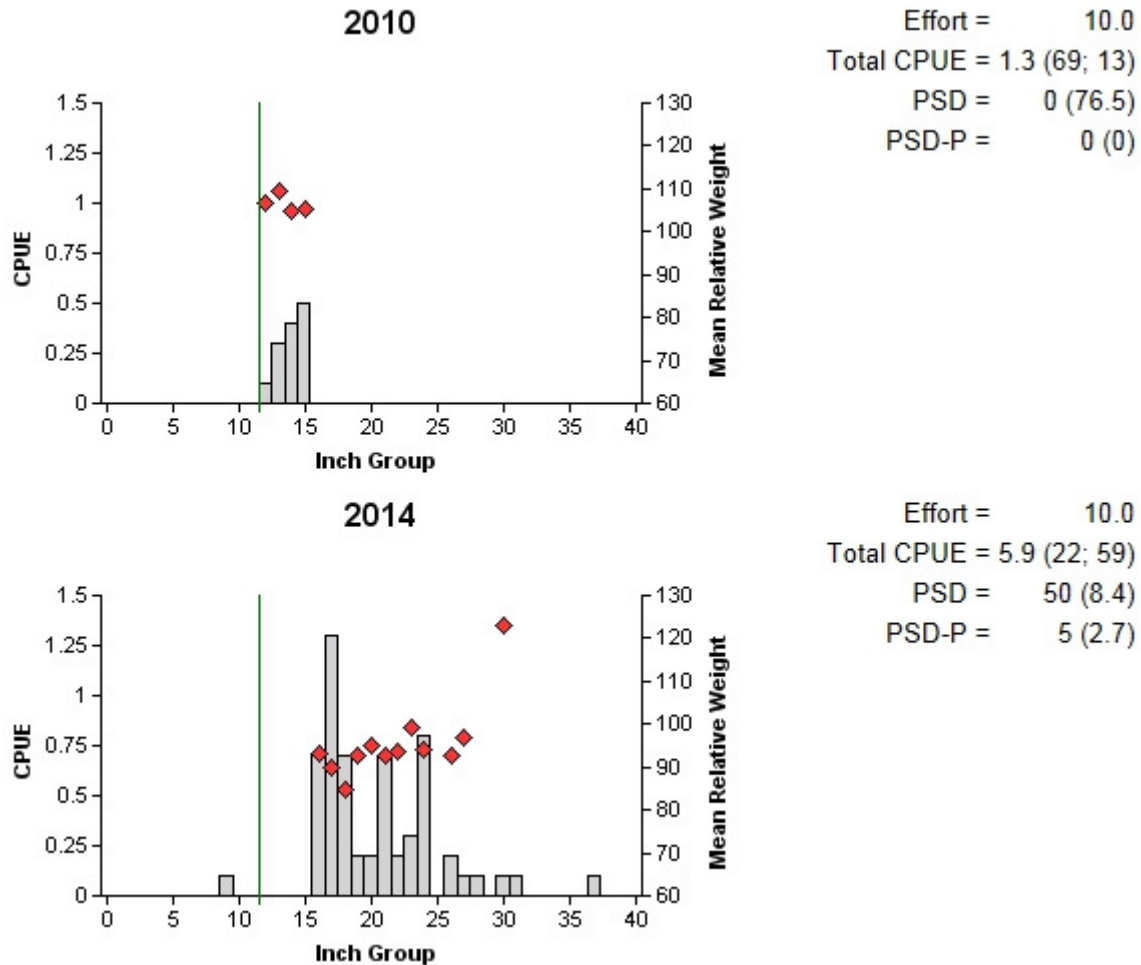 2010
Effort = 10.0
Total CPUE = 1.3 (69; 13)
PSD = 0 (76.5)
PSD-P = 0 (0)
1.5
1.25
1
0.75
0.5
0.25
0
CPUE
130
120
110
100
90
80
70
60
Mean Relative Weight
0 5 10 15 20 25 30 35 40
Inch Group
2014
Effort = 10.0
Total CPUE = 5.9 (22; 59)
PSD = 50 (8.4)
PSD-P = 5 (2.7)
1.5
1.25
1
0.75
0.5
0.25
0
CPUE
130
120
110
100
90
80
70
60
Mean Relative Weight
0 5 10 15 20 25 30 35 40
Inch Group